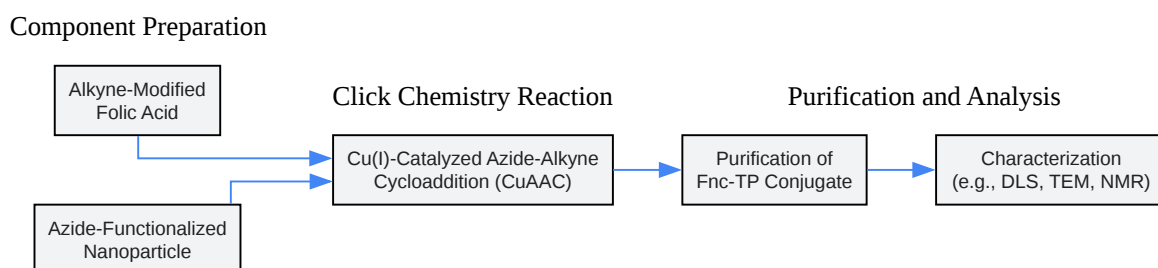 Component Preparation
Alkyne-Modified
Folic Acid
Azide-Functionalized
Nanoparticle
Click Chemistry Reaction
Cu(I)-Catalyzed Azide-Alkyne
Cycloaddition (CuAAC)
Purification and Analysis
Purification of
Fnc-TP Conjugate
Characterization
(e.g., DLS, TEM, NMR)